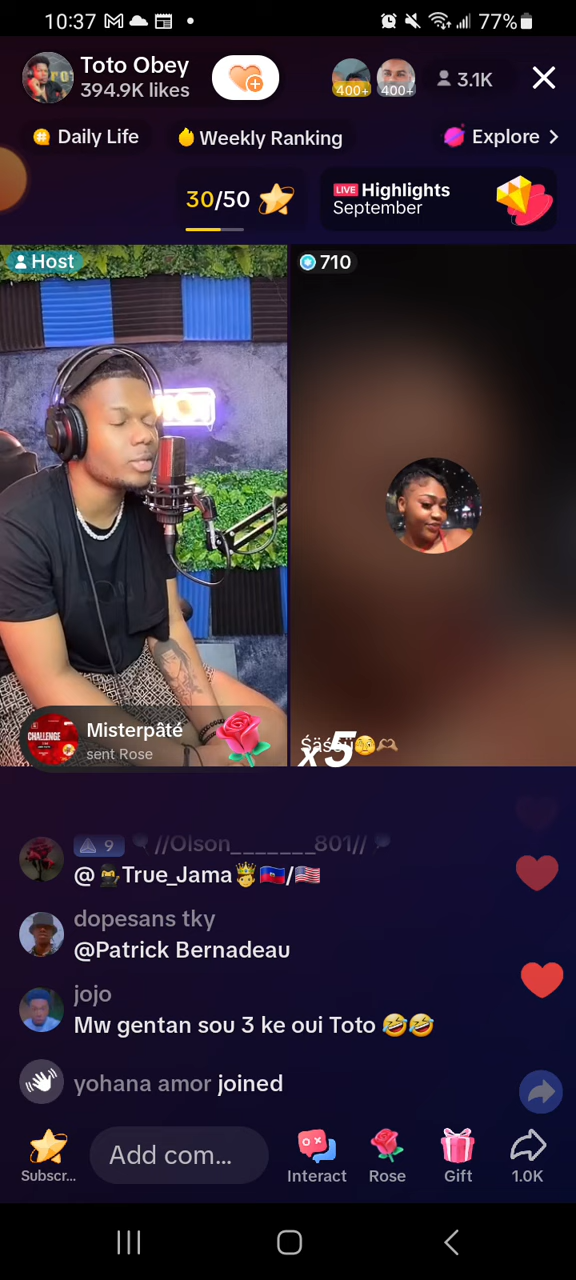 10:37
77%
Toto Obey
394.9K likes
400+
400+
3.1K
Daily Life
Weekly Ranking
Explore
30/50
LIVE Highlights
September
Host
710
CHALLENGE
Misterpâté
sent Rose
x5
9
//Olson_______801//
@🥷True_Jama🤴🇭🇹/🇺🇸
dopesans tky
@Patrick Bernadeau
jojo
Mw gentan sou 3 ke oui Toto 🤣🤣
yohana amor joined
Subscr...
Add com...
Interact
Rose
Gift
1.0K